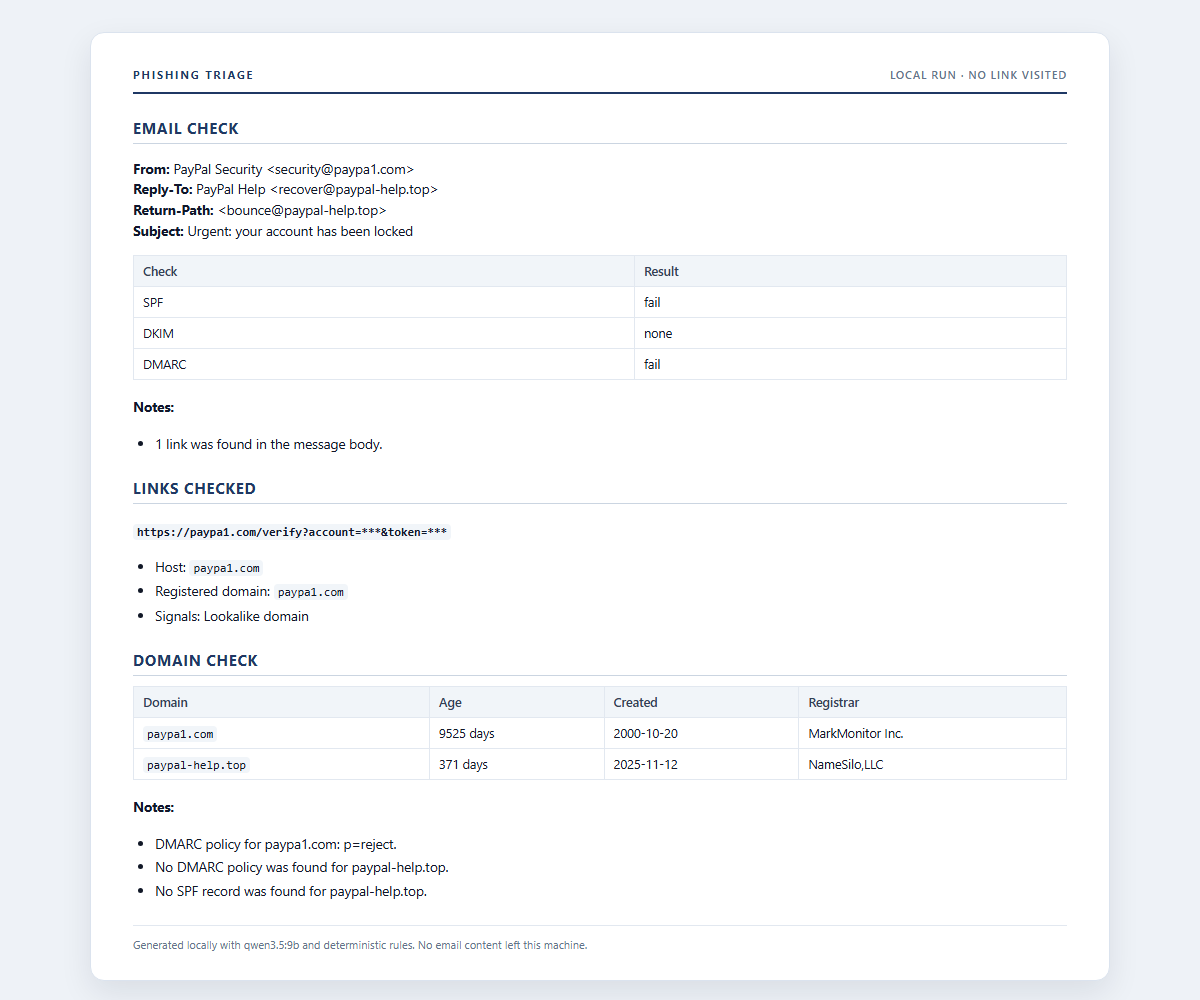 PHISHING TRIAGE
LOCAL RUN · NO LINK VISITED
EMAIL CHECK
From: PayPal Security <security@paypa1.com>
Reply-To: PayPal Help <recover@paypal-help.top>
Return-Path: <bounce@paypal-help.top>
Subject: Urgent: your account has been locked
Check Result
SPF fail
DKIM none
DMARC fail
Notes:
• 1 link was found in the message body.
LINKS CHECKED
https://paypa1.com/verify?account=***&token=***
• Host: paypa1.com
• Registered domain: paypa1.com
• Signals: Lookalike domain
DOMAIN CHECK
Domain Age Created Registrar
paypa1.com 9525 days 2000-10-20 MarkMonitor Inc.
paypal-help.top 371 days 2025-11-12 NameSilo,LLC
Notes:
• DMARC policy for paypa1.com: p=reject.
• No DMARC policy was found for paypal-help.top.
• No SPF record was found for paypal-help.top.
Generated locally with qwen3.5:9b and deterministic rules. No email content left this machine.